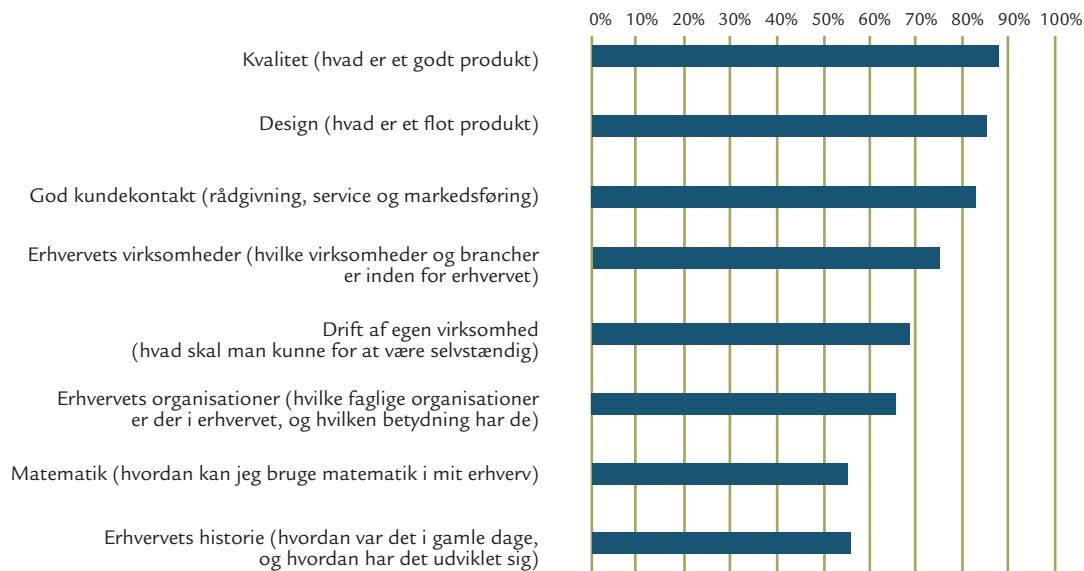 0% 10% 20% 30% 40% 50% 60% 70% 80% 90% 100%
Kvalitet (hvad er et godt produkt)
Design (hvad er et flot produkt)
God kundekontakt (rådgivning, service og markedsføring)
Erhvervets virksomheder (hvilke virksomheder og brancher
er inden for erhvervet)
Drift af egen virksomhed
(hvad skal man kunne for at være selvstændig)
Erhvervets organisationer (hvilke faglige organisationer
er der i erhvervet, og hvilken betydning har de)
Matematik (hvordan kan jeg bruge matematik i mit erhverv)
Erhvervets historie (hvordan var det i gamle dage,
og hvordan har det udviklet sig)